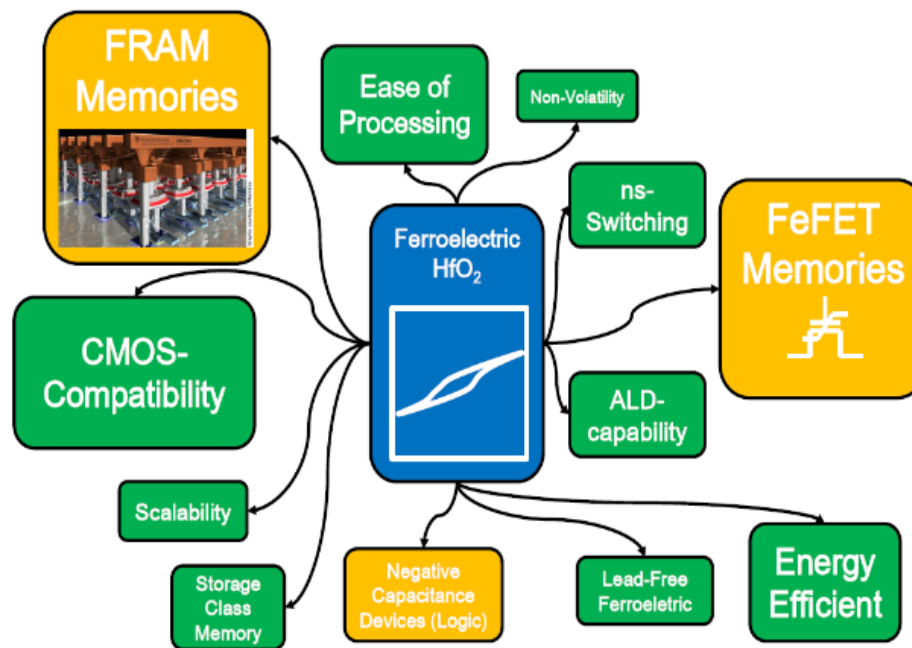 FRAM
Memories
Ease of
Processing
Non-Volatility
ns-
Switching
FeFET
Memories
Ferroelectric
HfO₂
CMOS-
Compatibility
ALD-
capability
Scalability
Storage
Class
Memory
Negative
Capacitance
Devices (Logic)
Lead-Free
Ferroeletric
Energy
Efficient